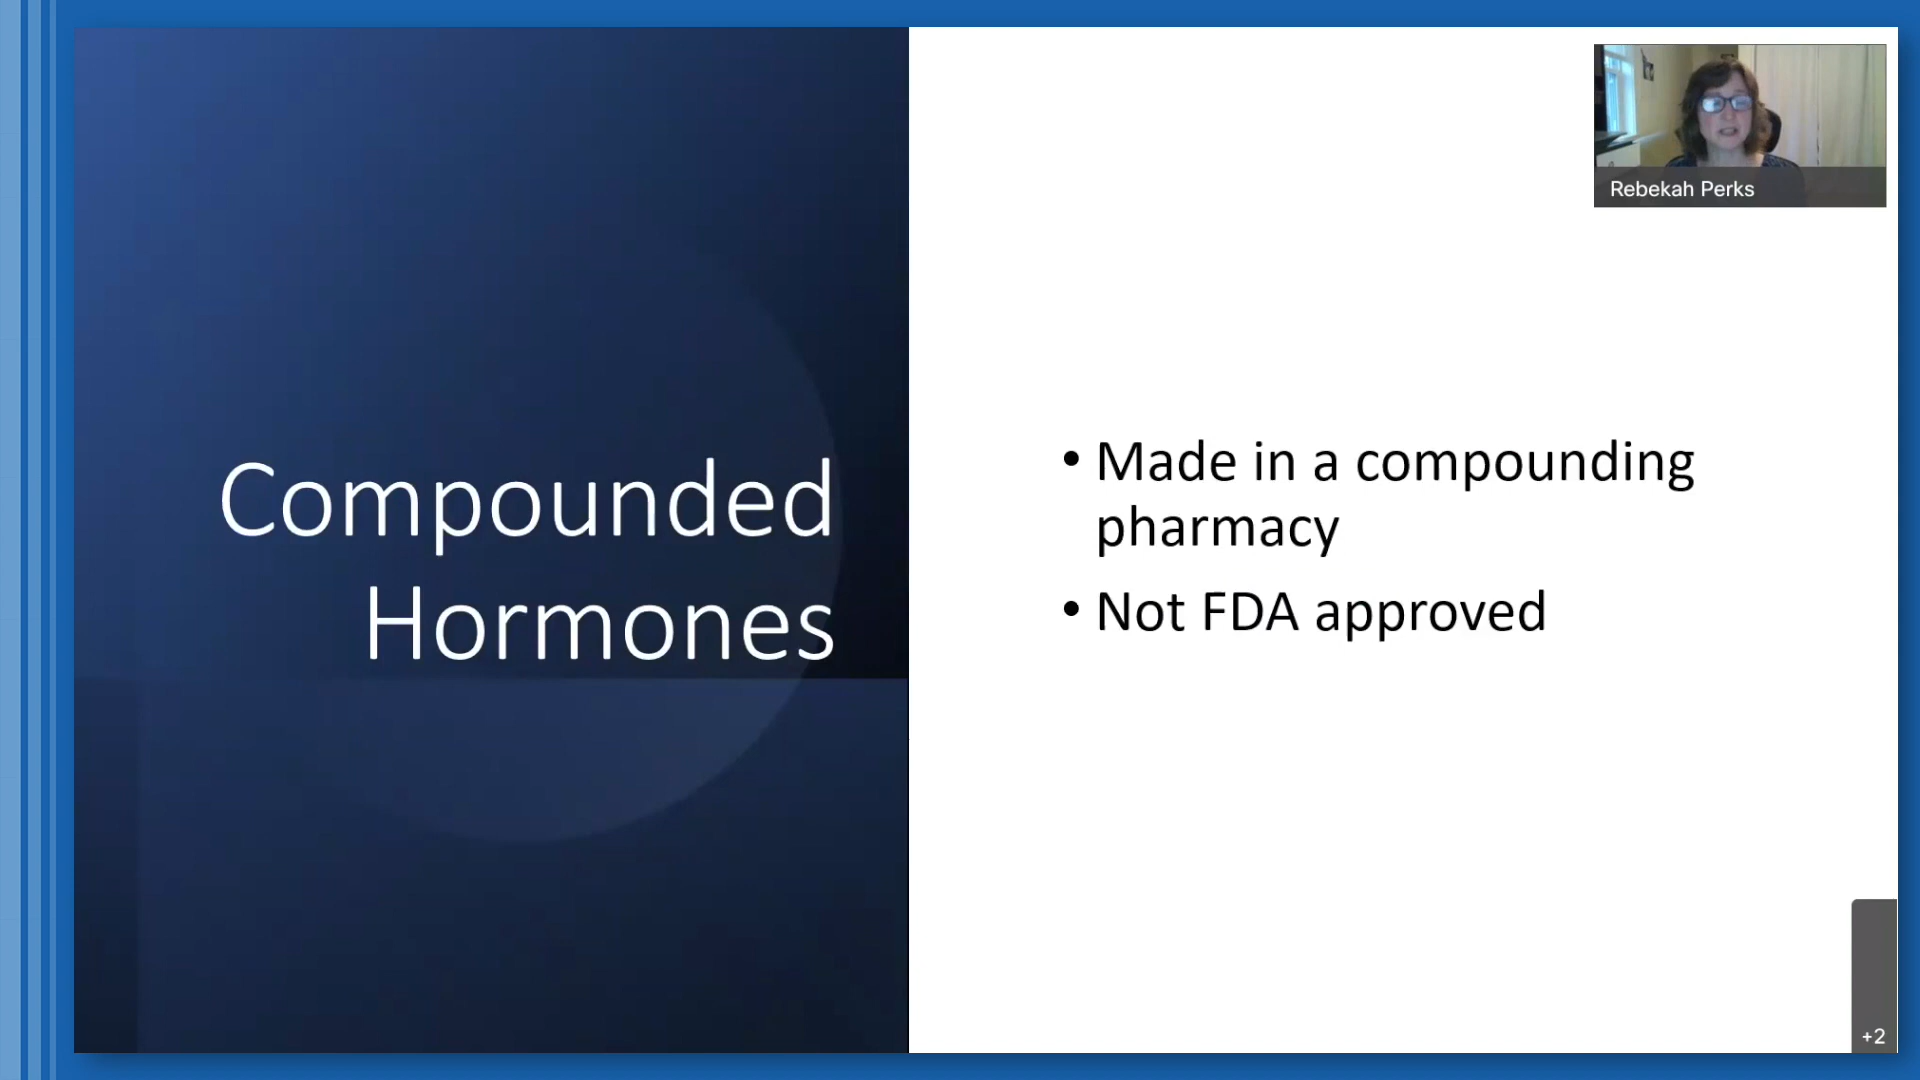 Compounded
Hormones
• Made in a compounding
pharmacy
• Not FDA approved
Rebekah Perks
+2